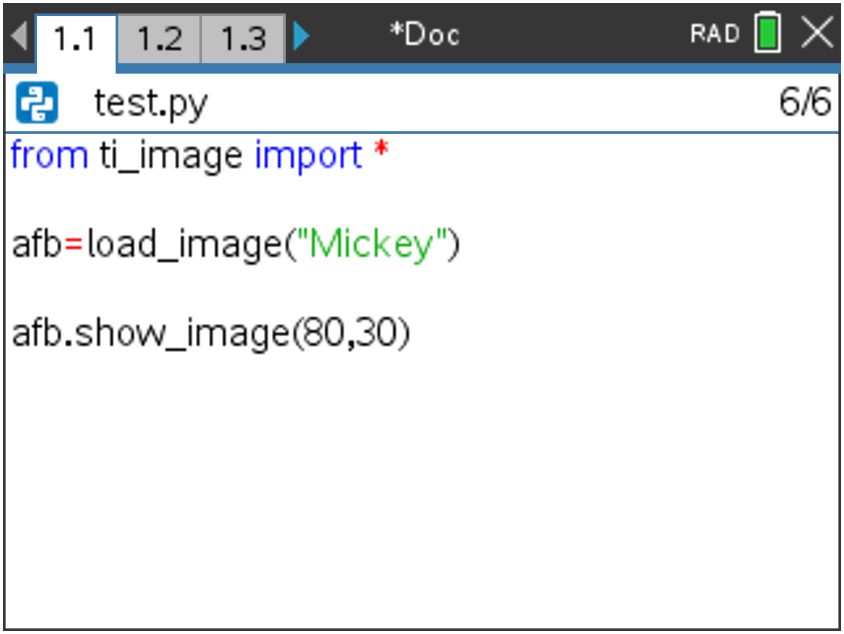 1.1 1.2 1.3 *Doc RAD
test.py 6/6
from ti_image import *
afb=load_image("Mickey")
afb.show_image(80,30)